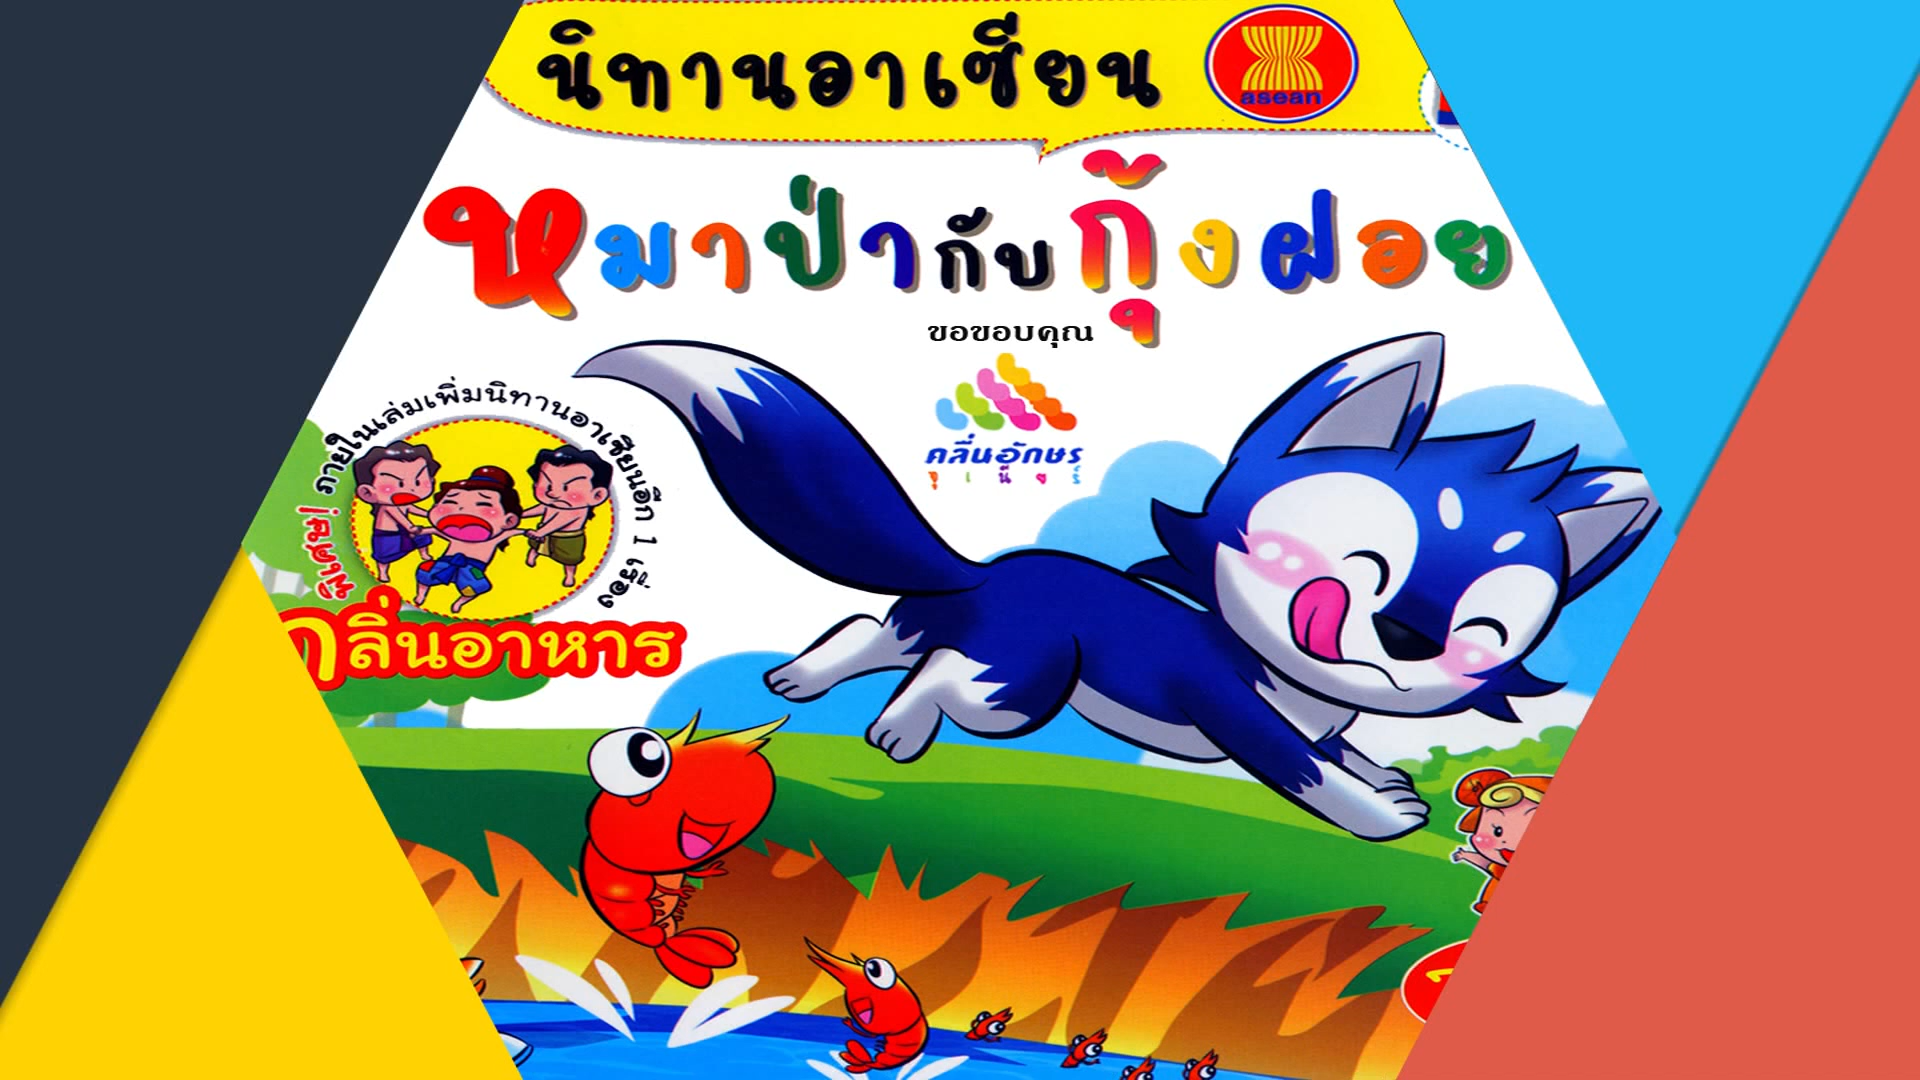 นิทานอาเซียน
asean
หมาป่ากับกุ้งฝอย
ขอขอบคุณ
คลื่นอักษร
จูเนียร์
พิเศษ! ภายในเล่มเพิ่มนิทานอาเซียนอีก 1 เรื่อง
กลิ่นอาหาร